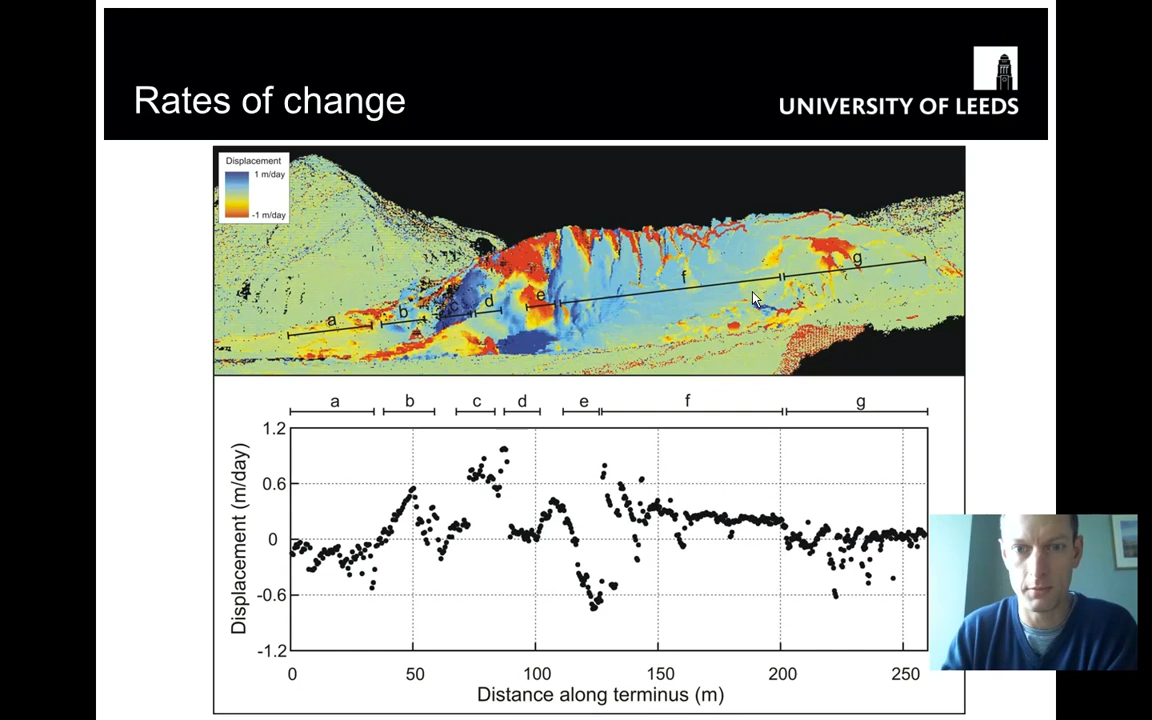 Rates of change
UNIVERSITY OF LEEDS
Displacement
1 m/day
-1 m/day
a
b
c
d
e
f
g
a
b
c
d
e
f
g
1.2
0.6
0
-0.6
-1.2
Displacement (m/day)
0
50
100
150
200
250
Distance along terminus (m)